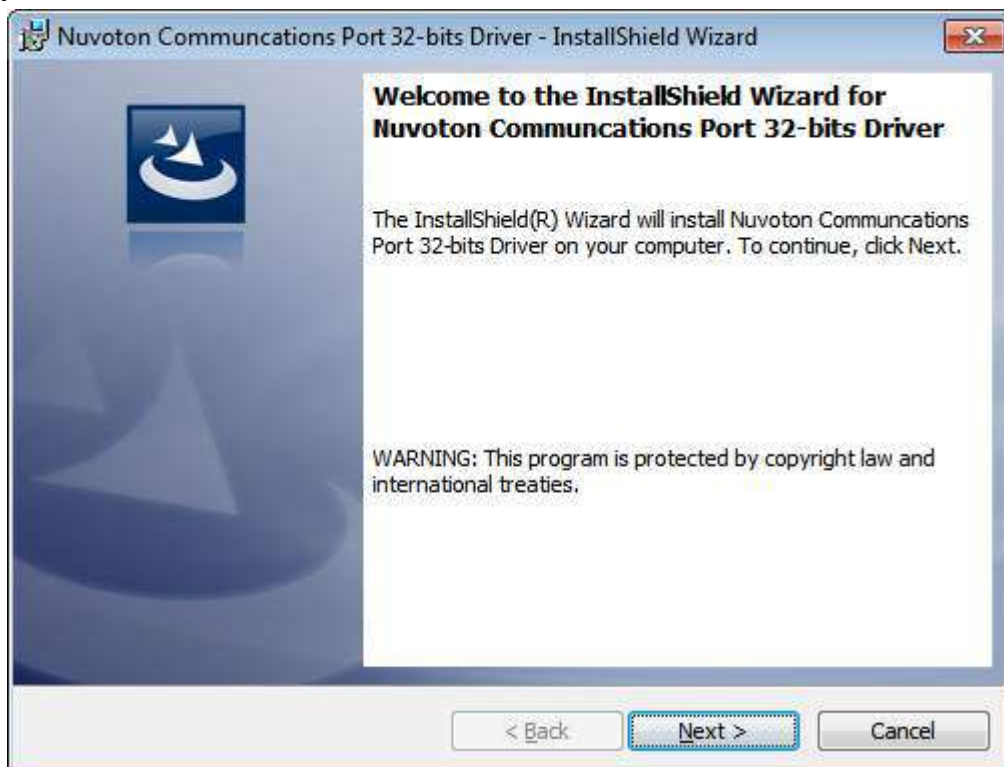 Nuvoton Communcations Port 32-bits Driver - InstallShield Wizard
Welcome to the InstallShield Wizard for
Nuvoton Communcations Port 32-bits Driver
The InstallShield(R) Wizard will install Nuvoton Communcations
Port 32-bits Driver on your computer. To continue, click Next.
WARNING: This program is protected by copyright law and
international treaties.
< Back
Next >
Cancel